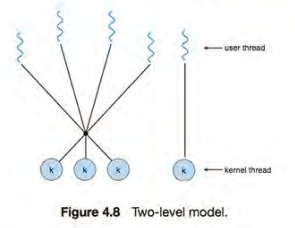 user thread
k k k k
kernel thread
Figure 4.8 Two-level model.